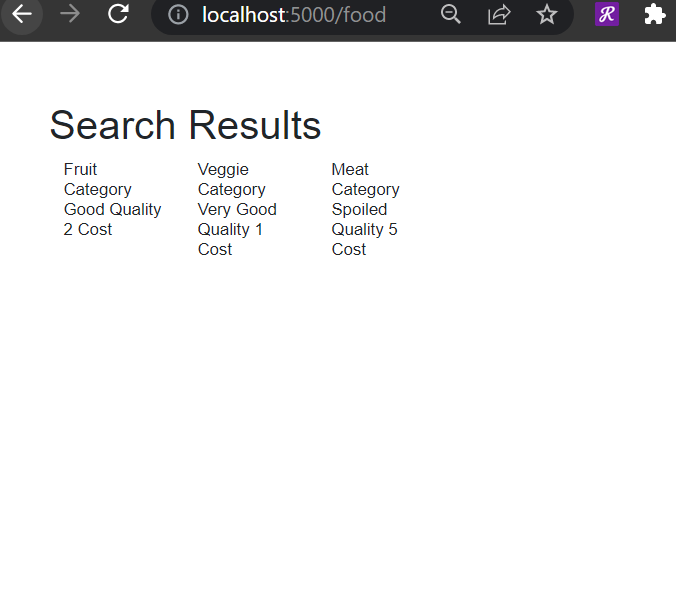 localhost:5000/food
Search Results
Fruit
Category
Good Quality
2 Cost
Veggie
Category
Very Good
Quality 1
Cost
Meat
Category
Spoiled
Quality 5
Cost